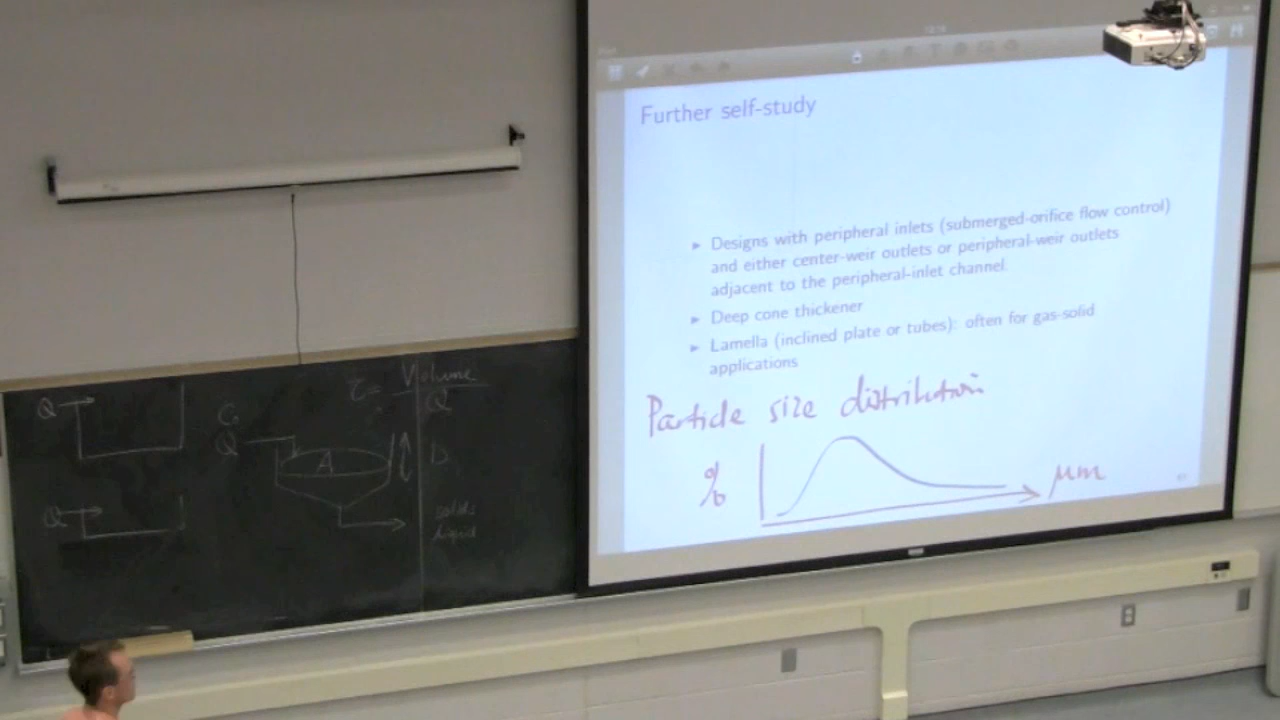 Further self-study
► Designs with peripheral inlets (submerged-orifice flow control)
and either center-weir outlets or peripheral-weir outlets
adjacent to the peripheral-inlet channel.
► Deep cone thickener
► Lamella (inclined plate or tubes): often for gas-solid
applications
Particle size distribution
%
μm
Q
Q
τ = Volume
Q
Q
A
D
solids
liquid